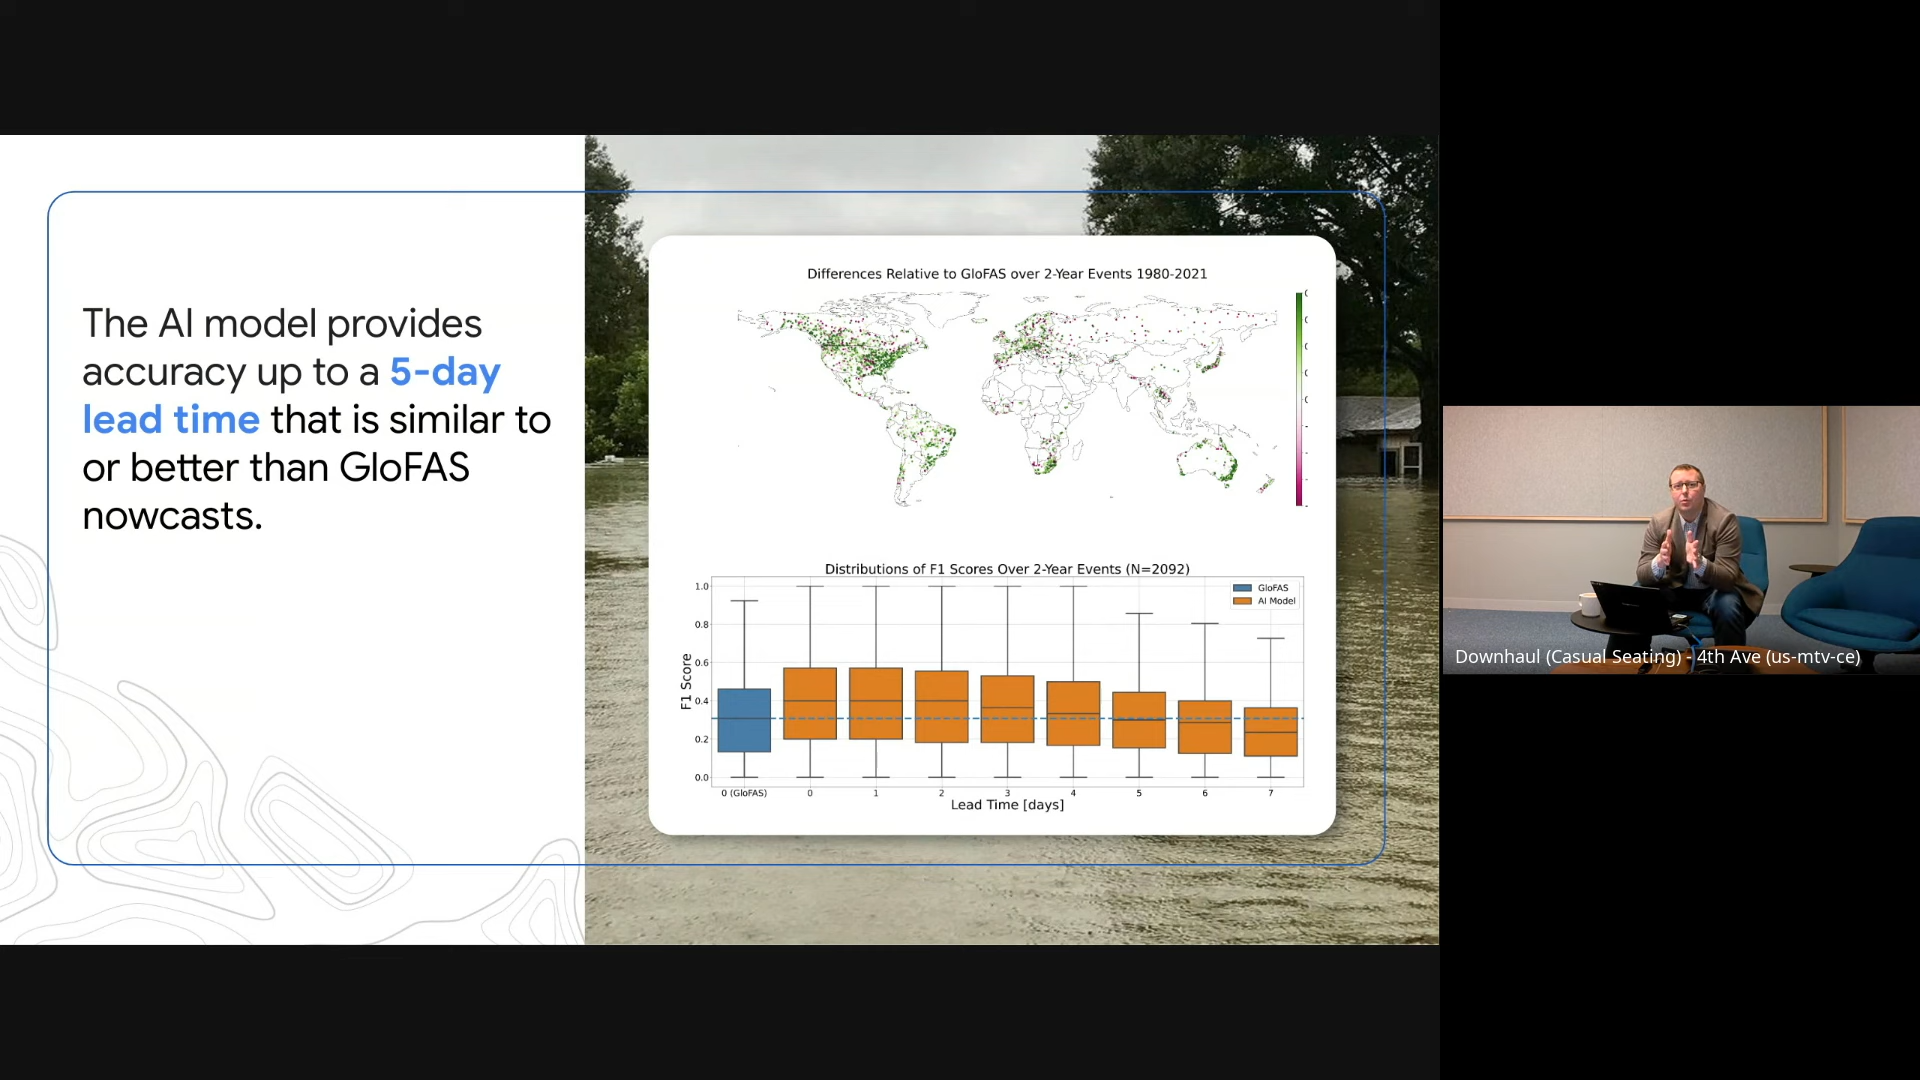 The AI model provides
accuracy up to a 5-day
lead time that is similar to
or better than GloFAS
nowcasts.
Differences Relative to GloFAS over 2-Year Events 1980-2021
Distributions of F1 Scores Over 2-Year Events (N=2092)
GloFAS
AI Model
F1 Score
1.0
0.8
0.6
0.4
0.2
0.0
0 (GloFAS) 0 1 2 3 4 5 6 7
Lead Time [days]
Downhaul (Casual Seating) - 4th Ave (us-mtv-ce)